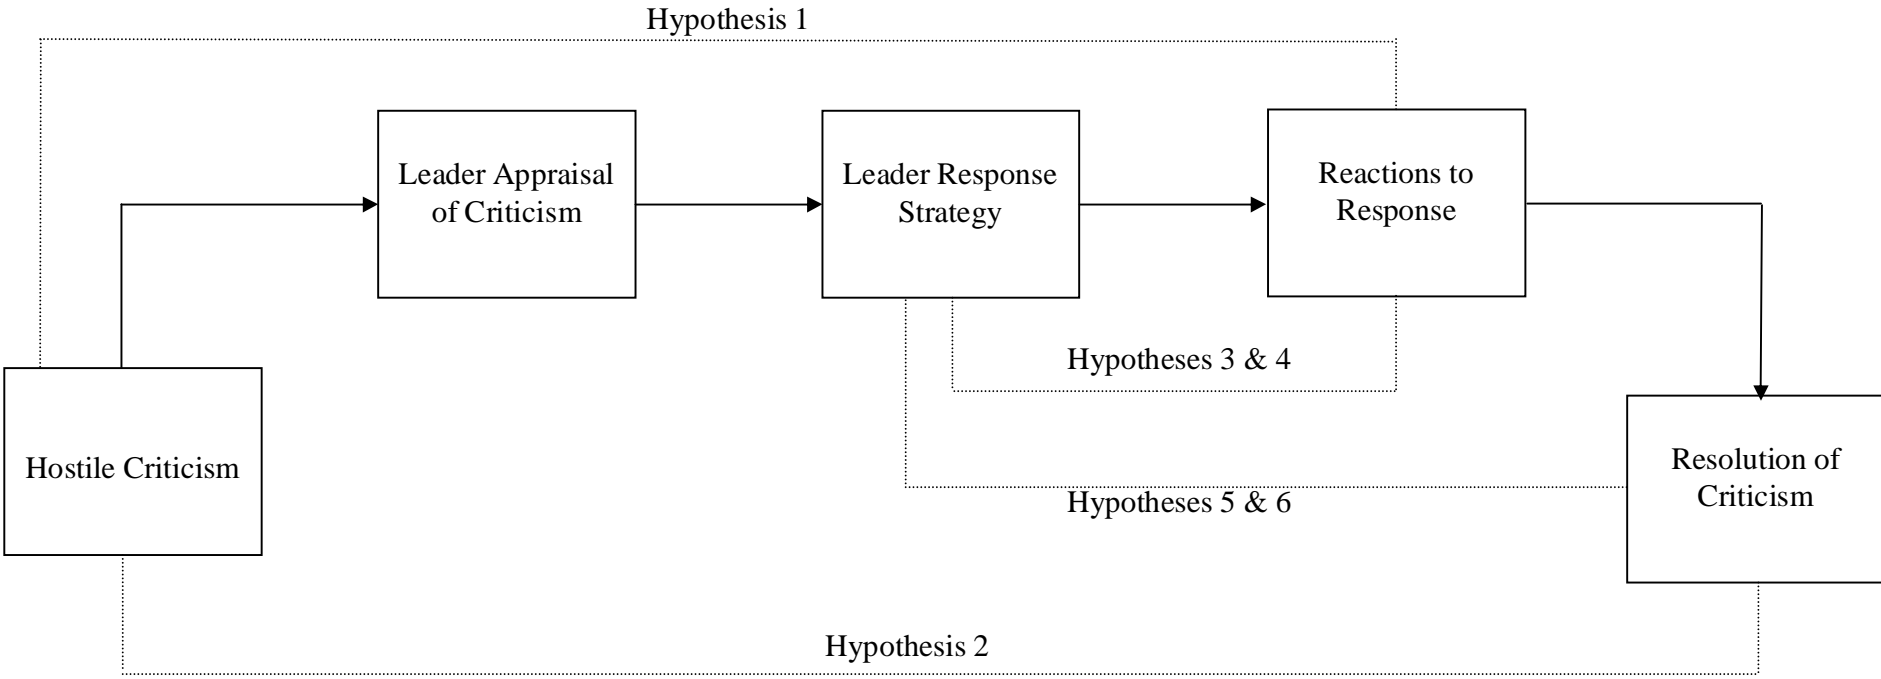 Hypothesis 1
Leader Appraisal
of Criticism
Leader Response
Strategy
Reactions to
Response
Hypotheses 3 & 4
Hostile Criticism
Resolution of
Criticism
Hypotheses 5 & 6
Hypothesis 2